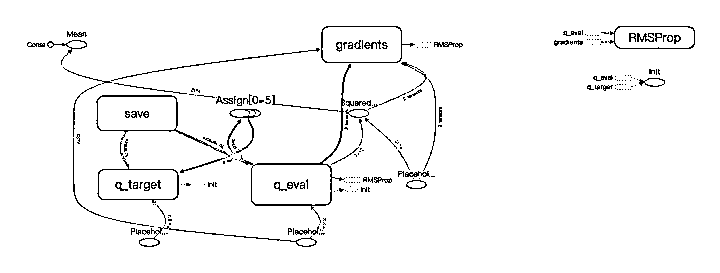 Mean
Const
gradients
RMSProp
q_eval
gradients
RMSProp
Init
q_eval
q_target
Assign[0-5]
Squared...
save
q_target
Init
q_eval
RMSProp
Init
Placehol...
Placehol...
Placehol...